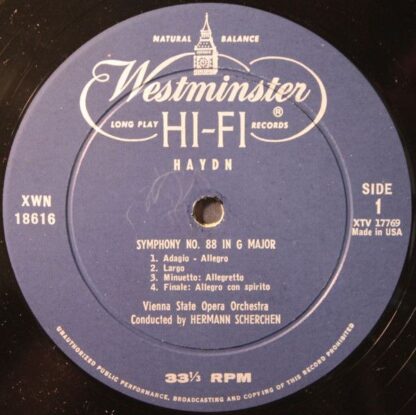 NATURAL BALANCE
Westminster ®
LONG PLAY HI-FI RECORDS
HAYDN
XWN
18616
SIDE
1
XTV 17769
Made in USA
SYMPHONY NO. 88 IN G MAJOR
1. Adagio - Allegro
2. Largo
3. Minuetto: Allegretto
4. Finale: Allegro con spirito
Vienna State Opera Orchestra
Conducted by HERMANN SCHERCHEN
33⅓ RPM
UNAUTHORIZED PUBLIC PERFORMANCE, BROADCASTING AND COPYING OF THIS RECORD PROHIBITED